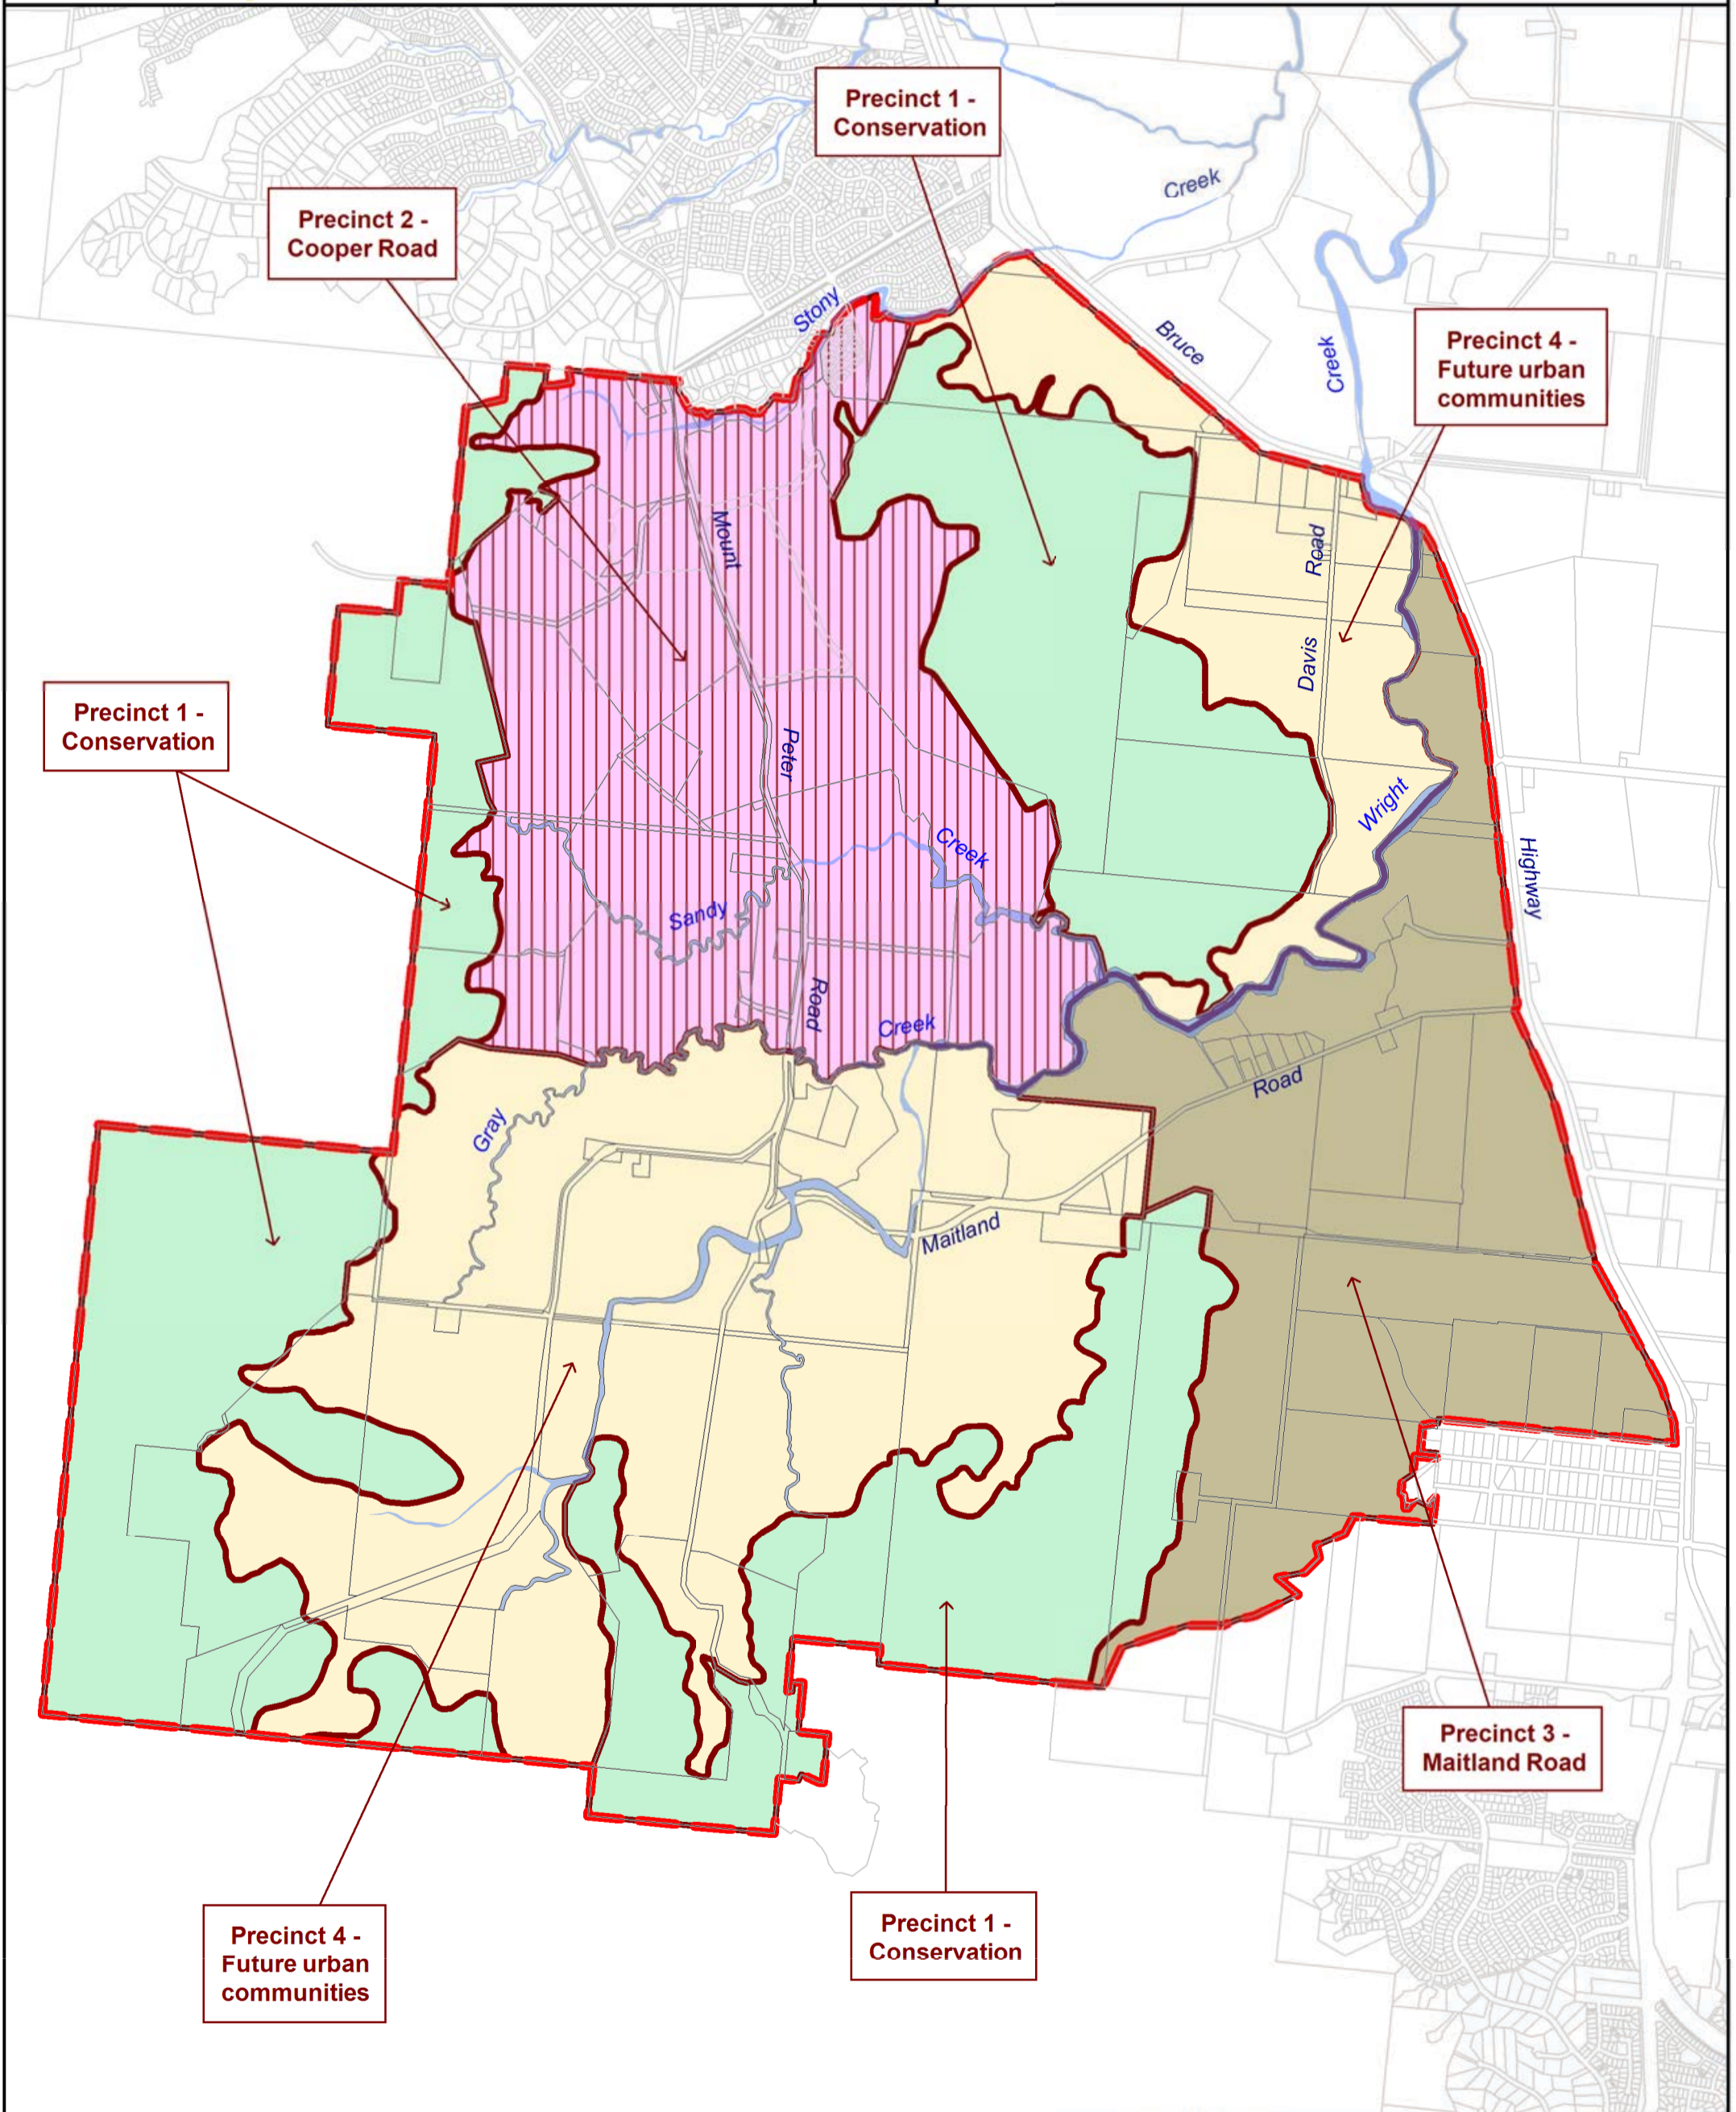 Precinct 1 -
Conservation
Creek
Precinct 2 -
Cooper Road
Stony
Bruce
Creek
Precinct 4 -
Future urban
communities
Mount
Road
Davis
Precinct 1 -
Conservation
Peter
Wright
Creek
Highway
Sandy
Road
Creek
Road
Gray
Maitland
Precinct 3 -
Maitland Road
Precinct 1 -
Conservation
Precinct 4 -
Future urban
communities